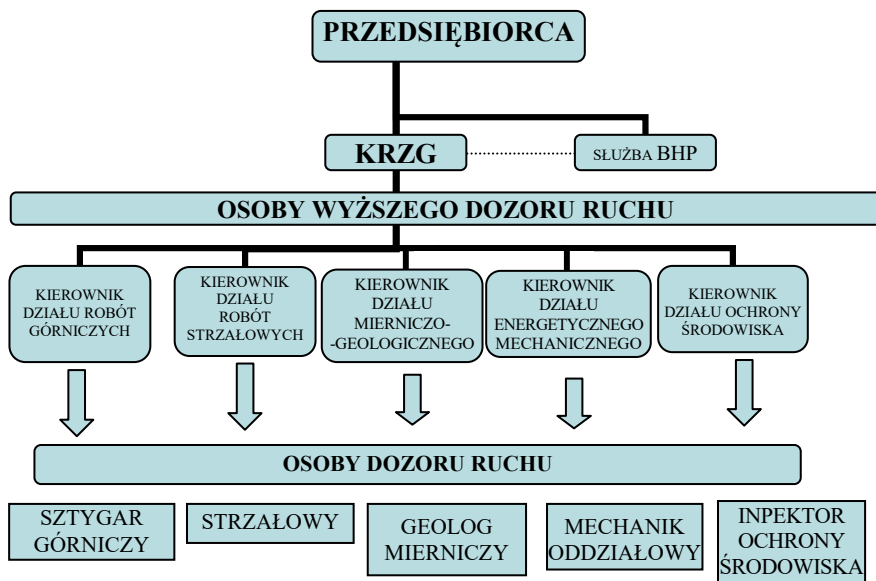 PRZEDSIĘBIORCA
KRZG
SŁUŻBA BHP
OSOBY WYŻSZEGO DOZORU RUCHU
KIEROWNIK
DZIAŁU ROBÓT
GÓRNICZYCH
KIEROWNIK
DZIAŁU
ROBÓT
STRZAŁOWYCH
KIEROWNIK
DZIAŁU
MIERNICZO-
-GEOLOGICZNEGO
KIEROWNIK
DZIAŁU
ENERGETYCZNEGO
MECHANICZNEGO
KIEROWNIK
DZIAŁU OCHRONY
ŚRODOWISKA
OSOBY DOZORU RUCHU
SZTYGAR
GÓRNICZY
STRZAŁOWY
GEOLOG
MIERNICZY
MECHANIK
ODDZIAŁOWY
INPEKTOR
OCHRONY
ŚRODOWISKA